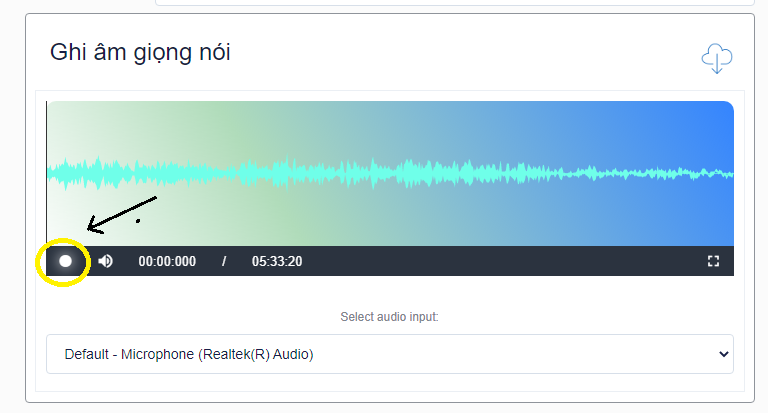 Ghi âm giọng nói
00:00:000 / 05:33:20
Select audio input:
Default - Microphone (Realtek(R) Audio)